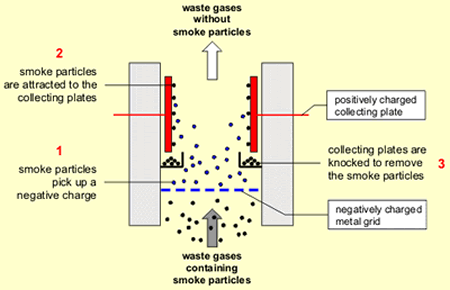 waste gases
without
smoke particles
2
smoke particles
are attracted to the
collecting plates
positively charged
collecting plate
1
smoke particles
pick up a
negative charge
collecting plates are
knocked to remove
the smoke particles
3
negatively charged
metal grid
waste gases
containing
smoke particles